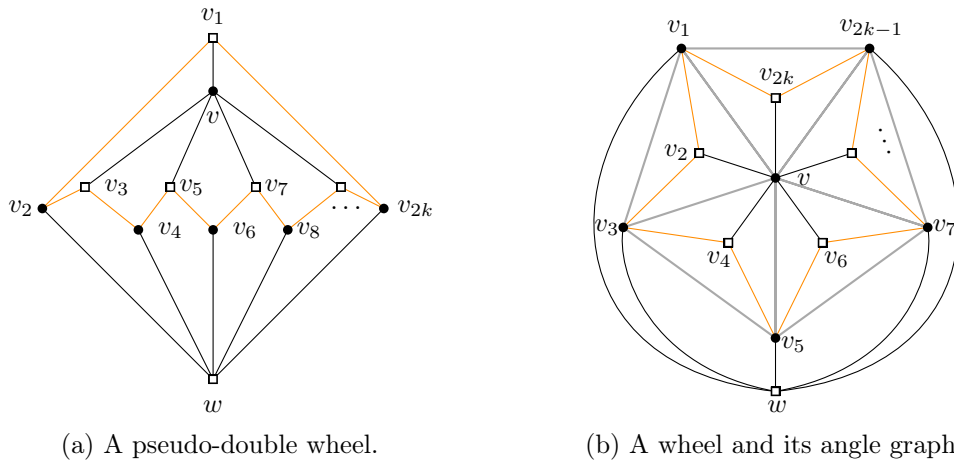 v₁
v
v₃
v₅
v₇
v₂
v₄
v₆
v₈
...
v₂ₖ
w
(a) A pseudo-double wheel.
v₁
v₂ₖ₋₁
v₂ₖ
v₂
⋱
v
v₃
v₇
v₄
v₆
v₅
w
(b) A wheel and its angle graph